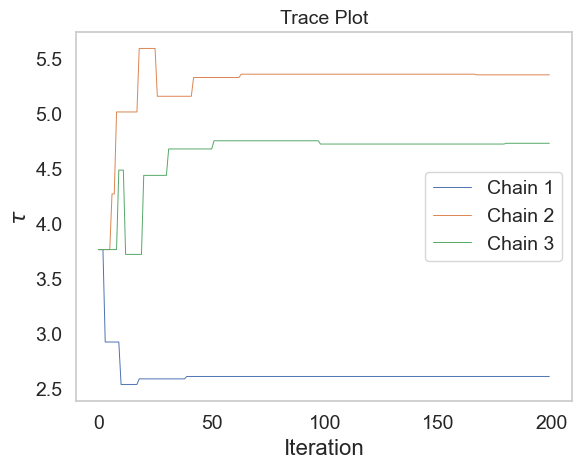 Trace Plot
τ
5.5
5.0
4.5
4.0
3.5
3.0
2.5
Chain 1
Chain 2
Chain 3
0 50 100 150 200
Iteration